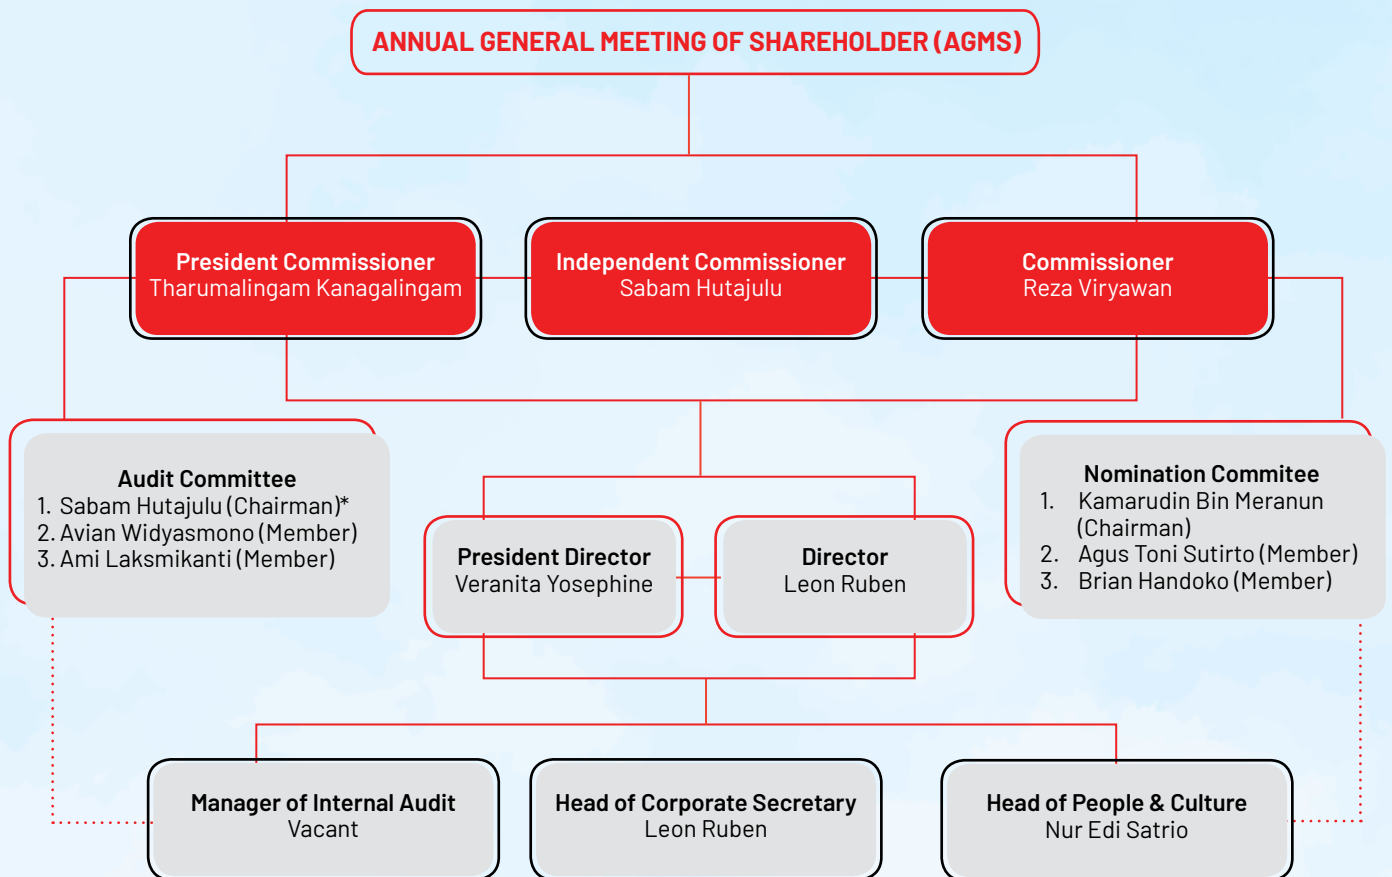 ANNUAL GENERAL MEETING OF SHAREHOLDER (AGMS)
President Commissioner
Tharumalingam Kanagalingam
Independent Commissioner
Sabam Hutajulu
Commissioner
Reza Viryawan
Audit Committee
1. Sabam Hutajulu (Chairman)*
2. Avian Widyasmono (Member)
3. Ami Laksmikanti (Member)
President Director
Veranita Yosephine
Director
Leon Ruben
Nomination Commitee
1. Kamarudin Bin Meranun
(Chairman)
2. Agus Toni Sutirto (Member)
3. Brian Handoko (Member)
Manager of Internal Audit
Vacant
Head of Corporate Secretary
Leon Ruben
Head of People & Culture
Nur Edi Satrio